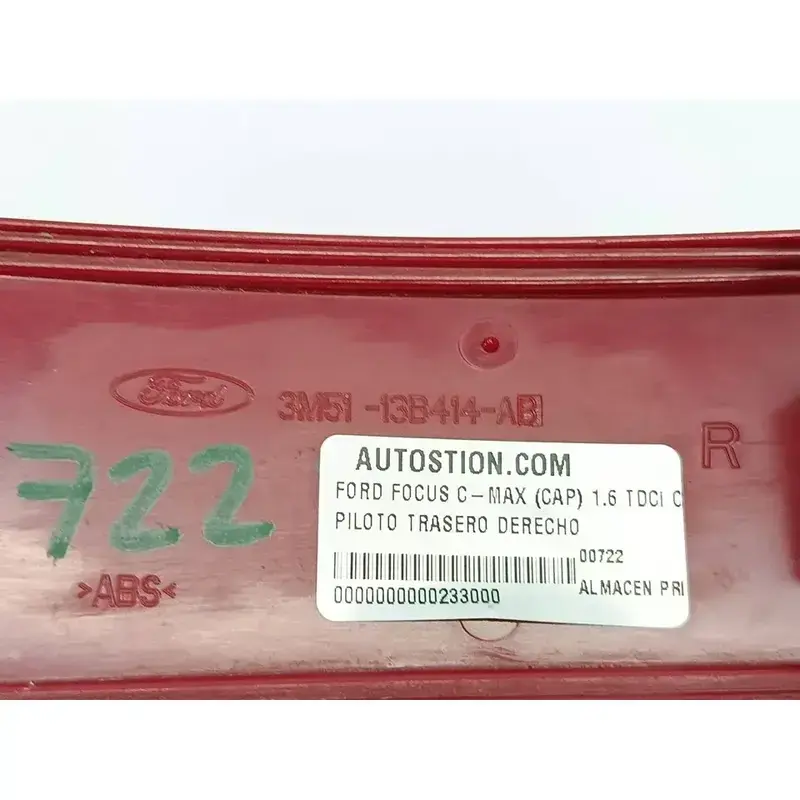 Ford 3M51-13B414-AB
R
722
>ABS<
AUTOSTION.COM
FORD FOCUS C-MAX (CAP) 1.6 TDCI C
PILOTO TRASERO DERECHO
00722
0000000000233000
ALMACEN PRI